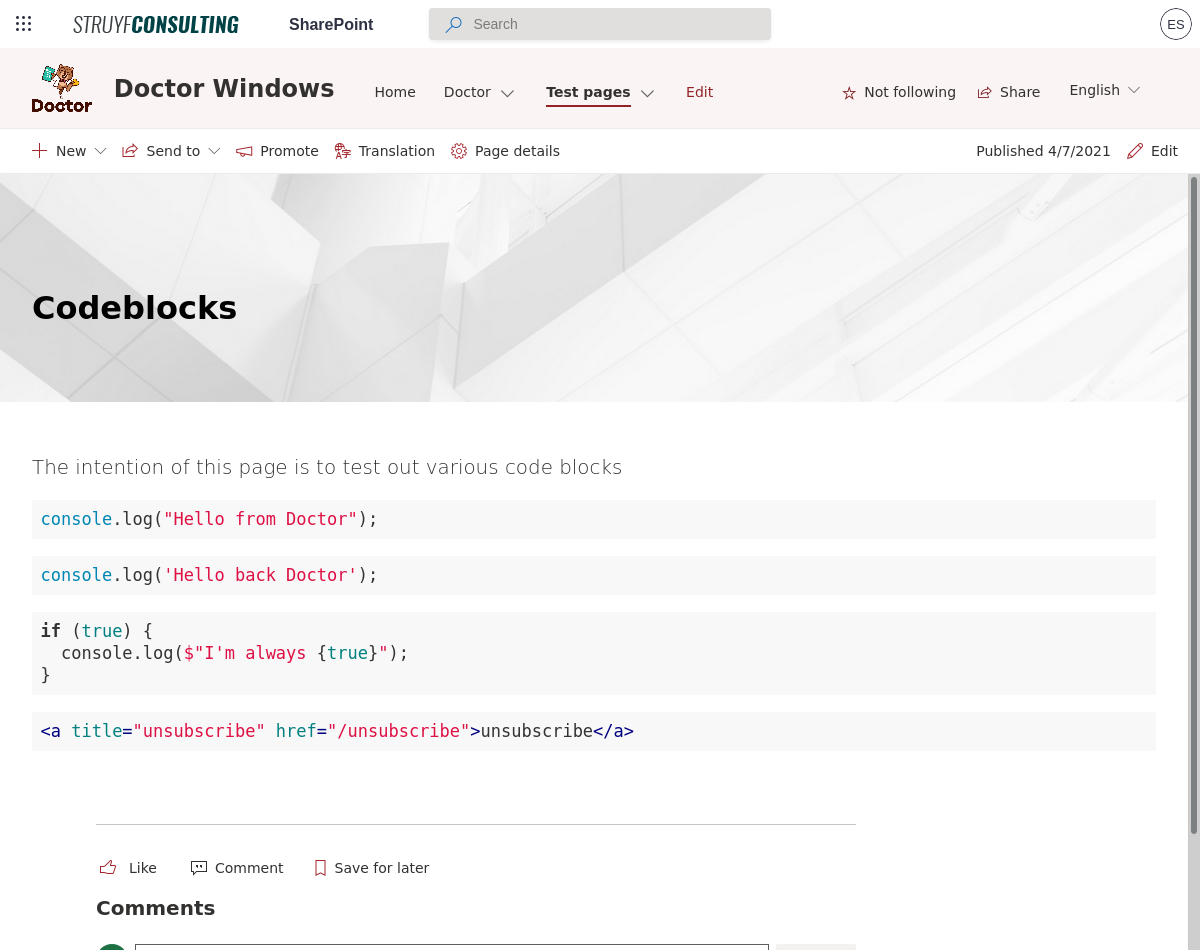 STRUYFCONSULTING SharePoint Search ES
Doctor Doctor Windows Home Doctor Test pages Edit Not following Share English
New Send to Promote Translation Page details Published 4/7/2021 Edit
Codeblocks
The intention of this page is to test out various code blocks
console.log("Hello from Doctor");
console.log('Hello back Doctor');
if (true) {
  console.log($"I'm always {true}");
}
<a title="unsubscribe" href="/unsubscribe">unsubscribe</a>
Like Comment Save for later
Comments